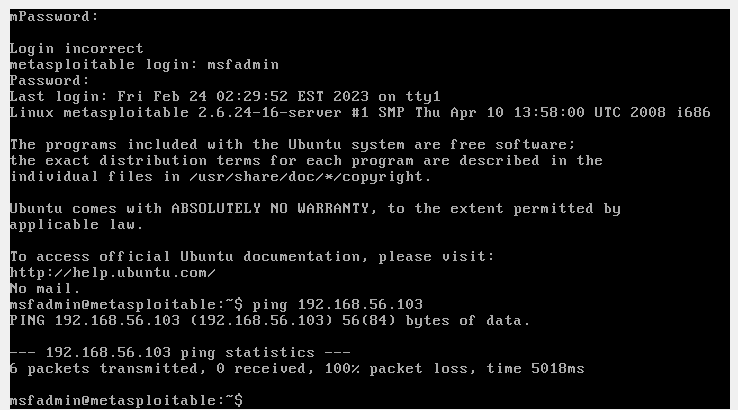 mPassword:
Login incorrect
metasploitable login: msfadmin
Password:
Last login: Fri Feb 24 02:29:52 EST 2023 on tty1
Linux metasploitable 2.6.24-16-server #1 SMP Thu Apr 10 13:58:00 UTC 2008 i686
The programs included with the Ubuntu system are free software;
the exact distribution terms for each program are described in the
individual files in /usr/share/doc/*/copyright.
Ubuntu comes with ABSOLUTELY NO WARRANTY, to the extent permitted by
applicable law.
To access official Ubuntu documentation, please visit:
http://help.ubuntu.com/
No mail.
msfadmin@metasploitable:~$ ping 192.168.56.103
PING 192.168.56.103 (192.168.56.103) 56(84) bytes of data.
--- 192.168.56.103 ping statistics ---
6 packets transmitted, 0 received, 100% packet loss, time 5018ms
msfadmin@metasploitable:~$